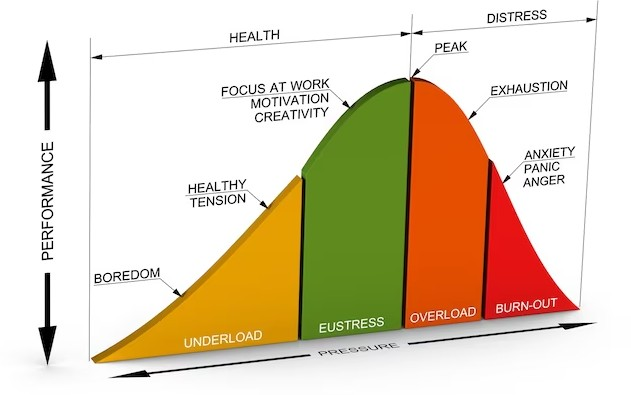 DISTRESS
HEALTH
PEAK
FOCUS AT WORK
MOTIVATION
CREATIVITY
EXHAUSTION
ANXIETY
PANIC
ANGER
HEALTHY
TENSION
PERFORMANCE
BOREDOM
UNDERLOAD
EUSTRESS
OVERLOAD
BURN-OUT
PRESSURE